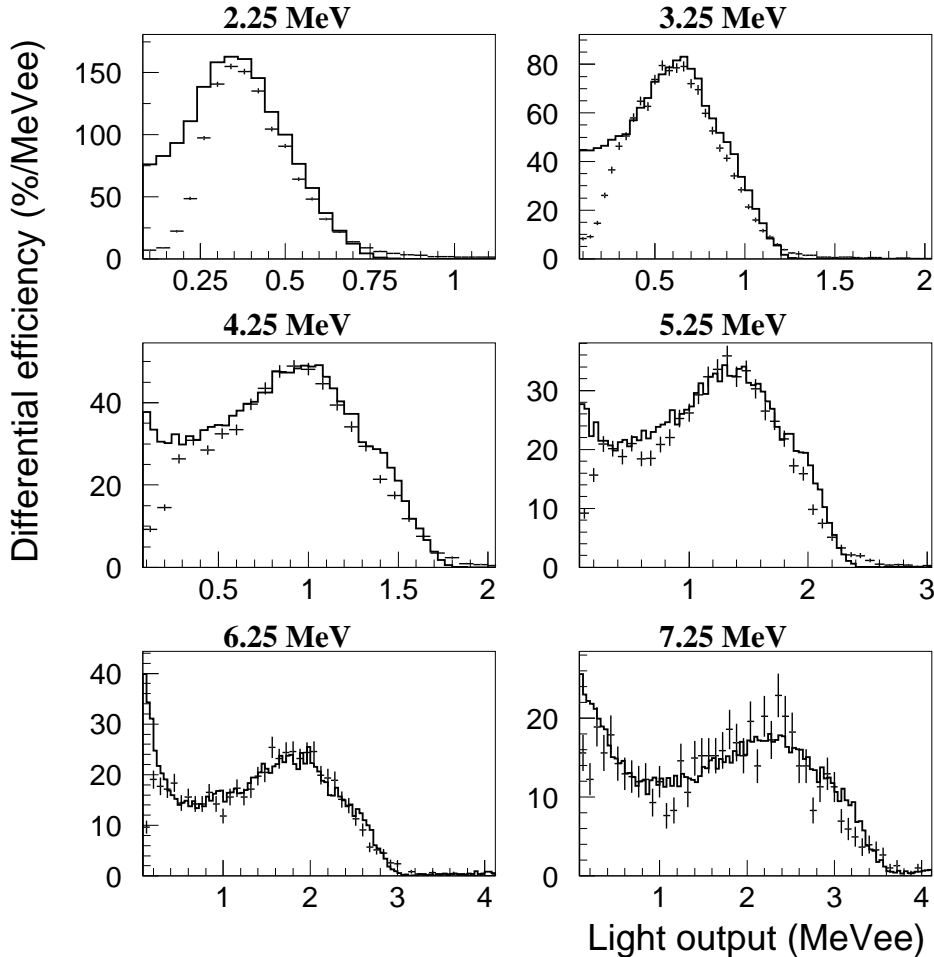 2.25 MeV
3.25 MeV
Differential efficiency (%/MeVee)
150
100
50
0
0.25 0.5 0.75 1
80
60
40
20
0
0.5 1 1.5 2
4.25 MeV
5.25 MeV
40
20
0
0.5 1 1.5 2
30
20
10
0
1 2 3
6.25 MeV
7.25 MeV
40
30
20
10
0
1 2 3 4
20
10
0
1 2 3 4
Light output (MeVee)